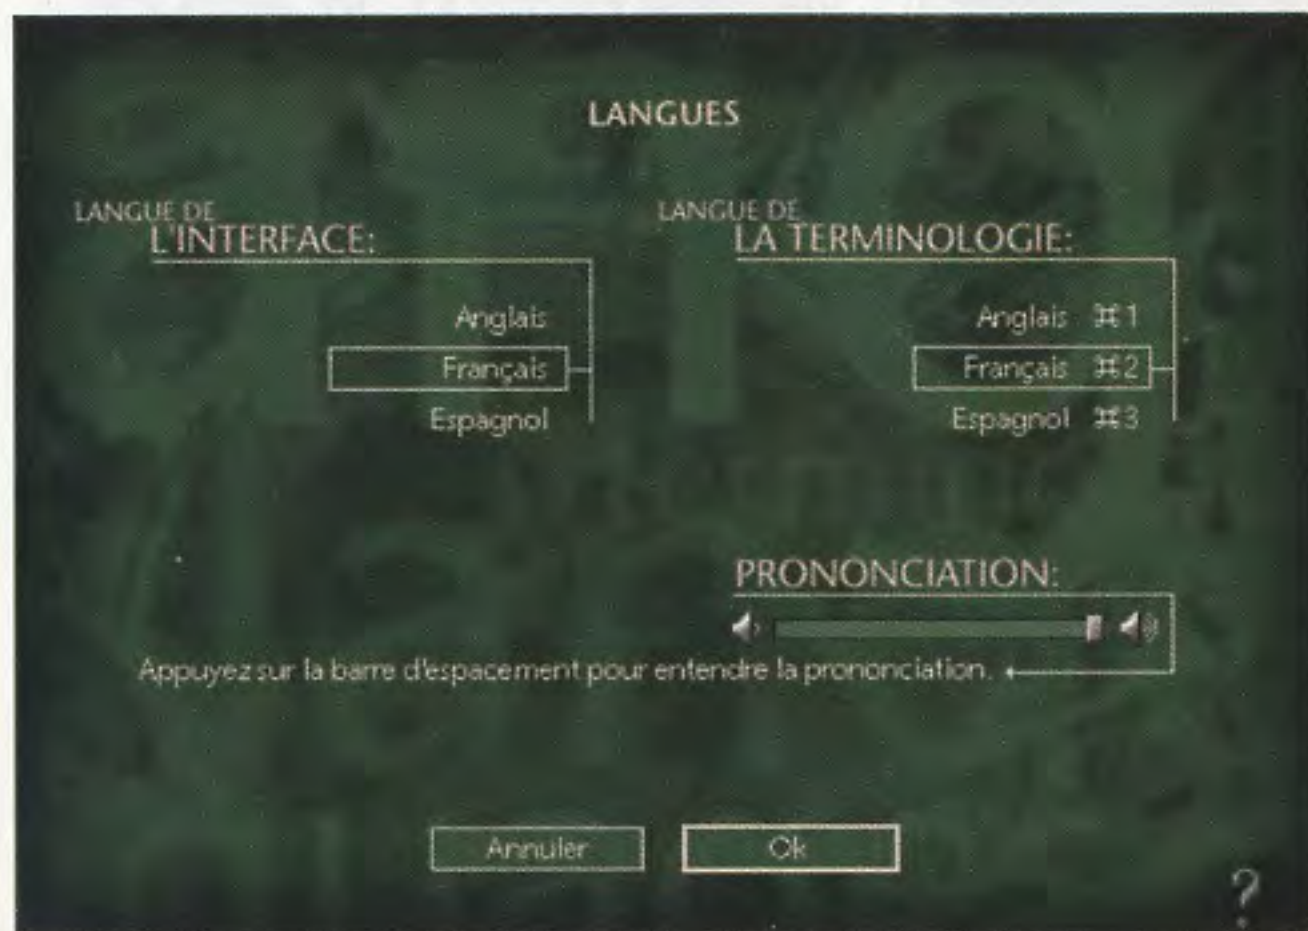 LANGUES
LANGUE DE
L'INTERFACE:
Anglais
Français
Espagnol
LANGUE DE
LA TERMINOLOGIE:
Anglais ⌘1
Français ⌘2
Espagnol ⌘3
PRONONCIATION:
Appuyez sur la barre d'espacement pour entendre la prononciation.
Annuler
Ok
?